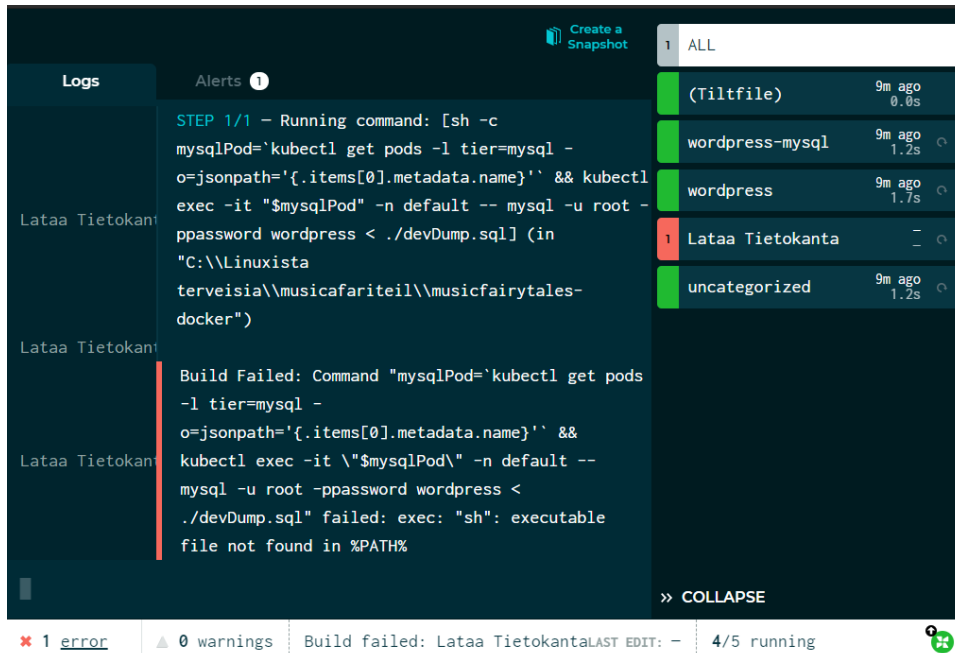 Create a
Snapshot
Logs
Alerts 1
STEP 1/1 — Running command: [sh -c
mysqlPod=`kubectl get pods -l tier=mysql -
o=jsonpath='{.items[0].metadata.name}'` && kubectl
exec -it "$mysqlPod" -n default -- mysql -u root -
Lataa Tietokant
ppassword wordpress < ./devDump.sql] (in
"C:\\Linuxista
terveisia\\musicafariteil\\musicfairytales-
docker")
Lataa Tietokant
Build Failed: Command "mysqlPod=`kubectl get pods
-l tier=mysql -
o=jsonpath='{.items[0].metadata.name}'` &&
Lataa Tietokant
kubectl exec -it \"$mysqlPod\" -n default --
mysql -u root -ppassword wordpress <
./devDump.sql" failed: exec: "sh": executable
file not found in %PATH%
1 ALL
(Tiltfile) 9m ago
0.0s
wordpress-mysql 9m ago
1.2s
wordpress 9m ago
1.7s
1 Lataa Tietokanta —
—
uncategorized 9m ago
1.2s
» COLLAPSE
✖ 1 error
0 warnings
Build failed: Lataa Tietokanta
LAST EDIT: —
4/5 running